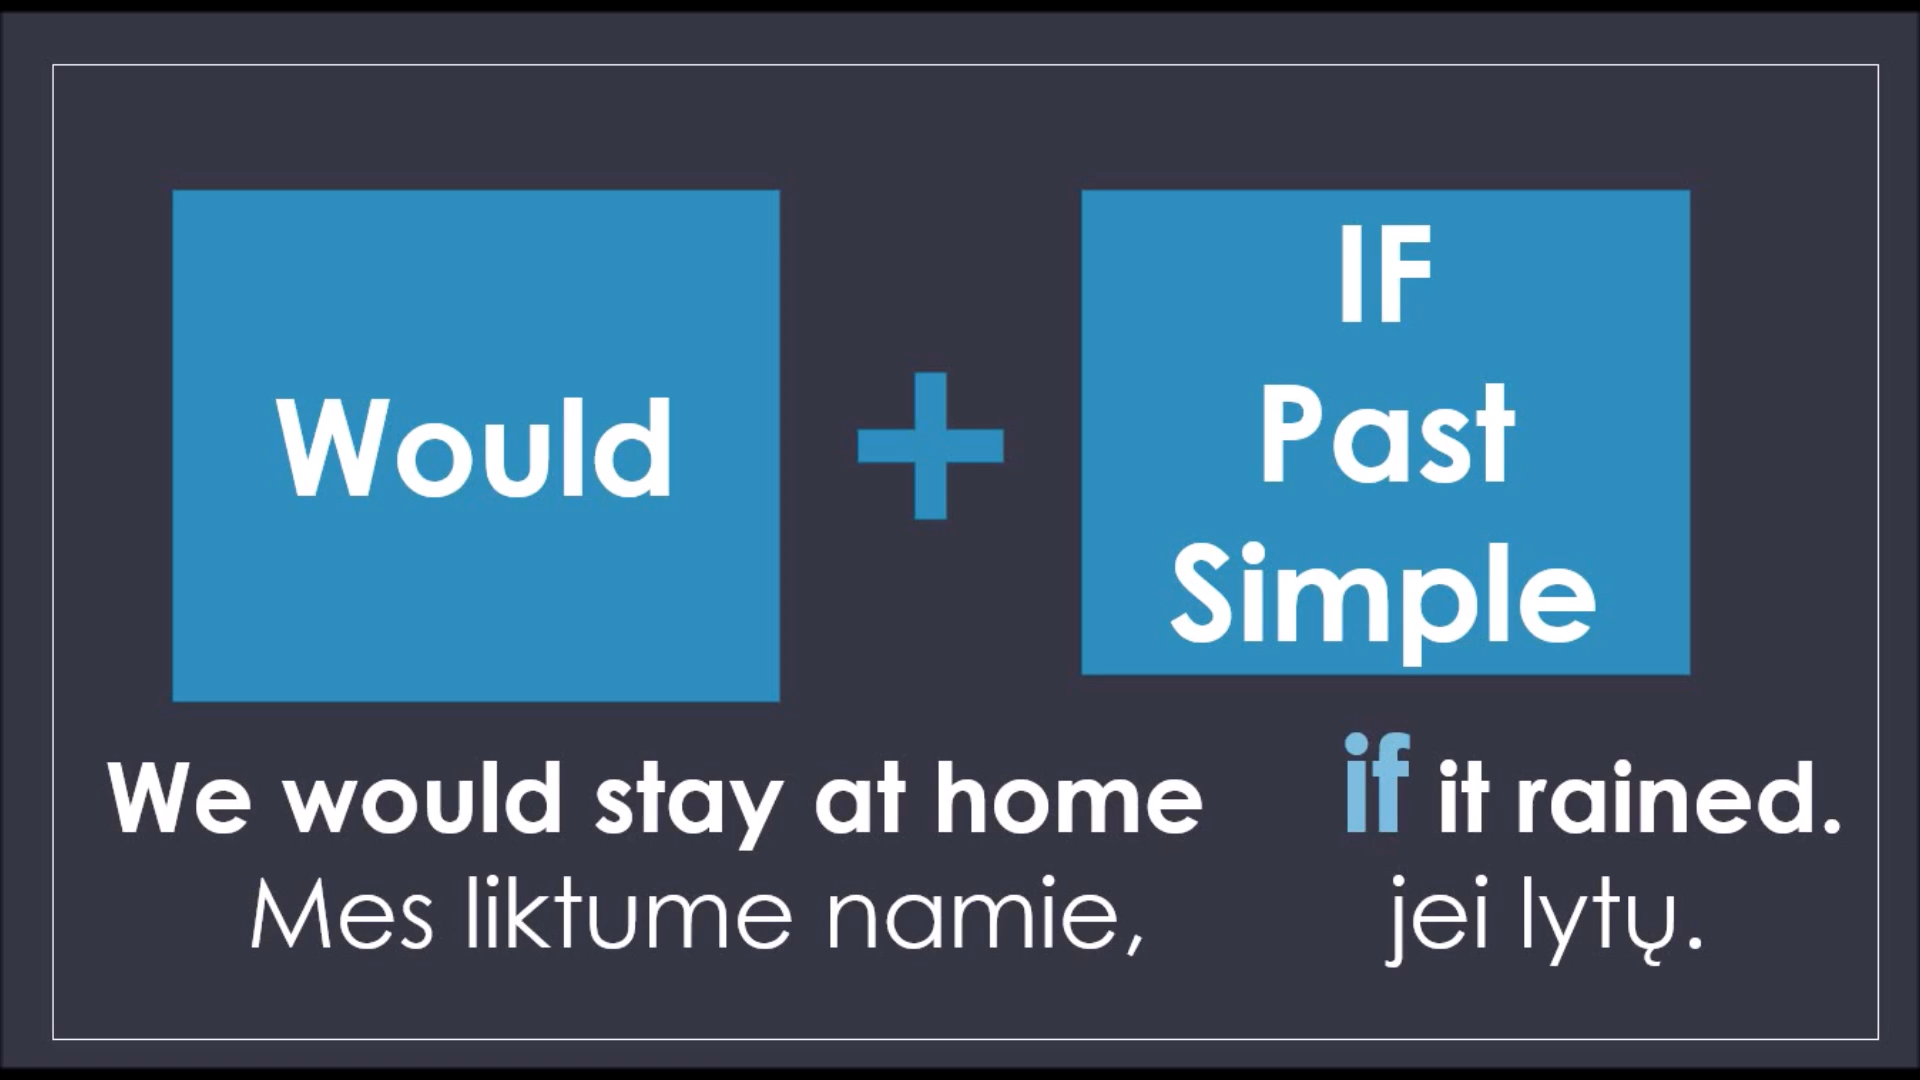 Would
+
IF
Past
Simple
We would stay at home if it rained.
Mes liktume namie, jei lytų.